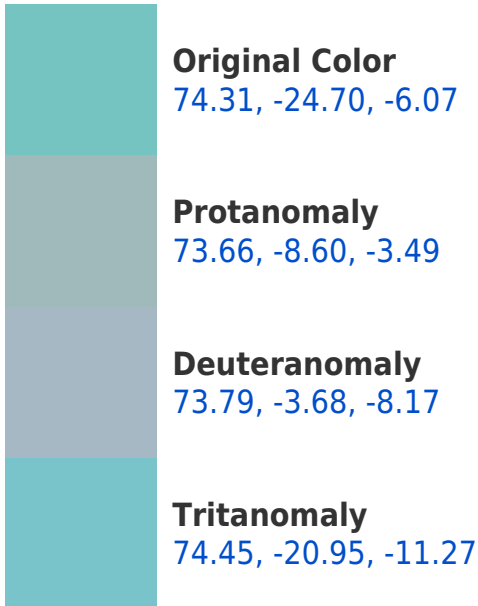 Original Color
74.31, -24.70, -6.07
Protanomaly
73.66, -8.60, -3.49
Deuteranomaly
73.79, -3.68, -8.17
Tritanomaly
74.45, -20.95, -11.27